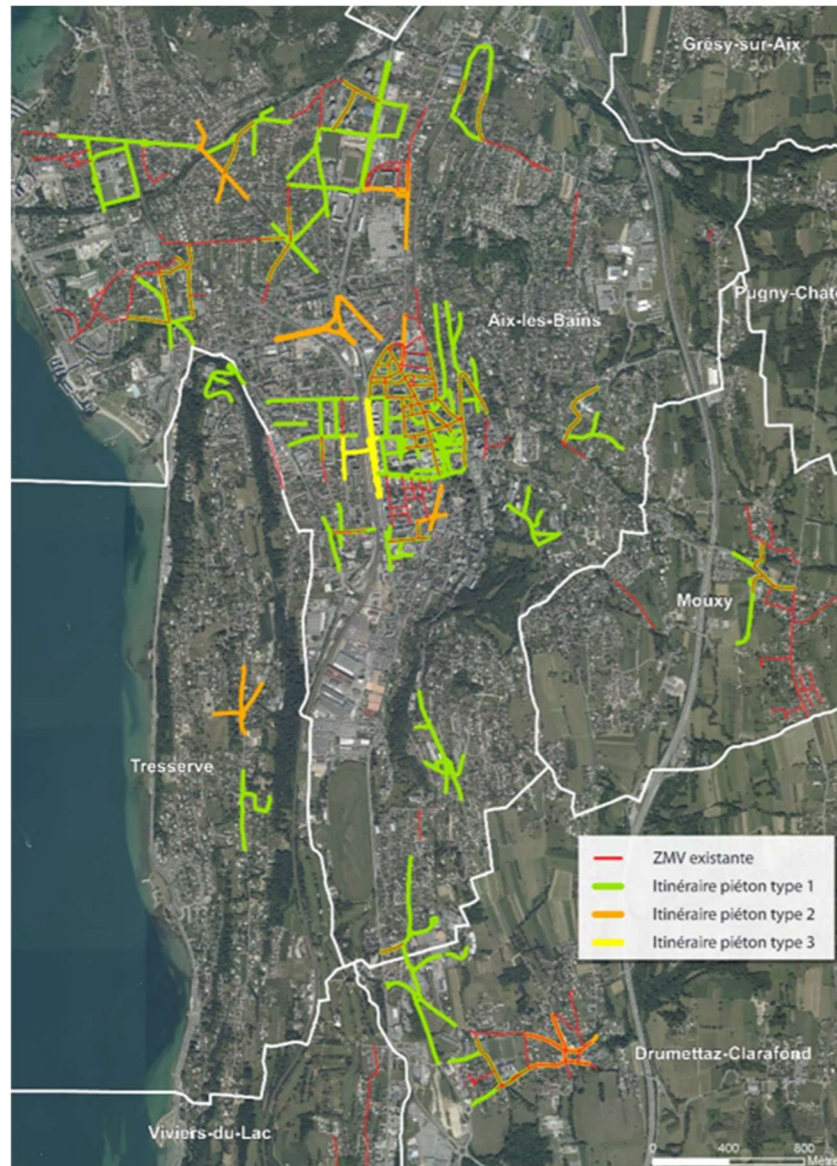 Grésy-sur-Aix
Pugny-Chat
Aix-les-Bains
Mouxy
Tresserve
ZMV existante
Itinéraire piéton type 1
Itinéraire piéton type 2
Itinéraire piéton type 3
Drumettaz-Clarafond
Viviers-du-Lac
0 400 800